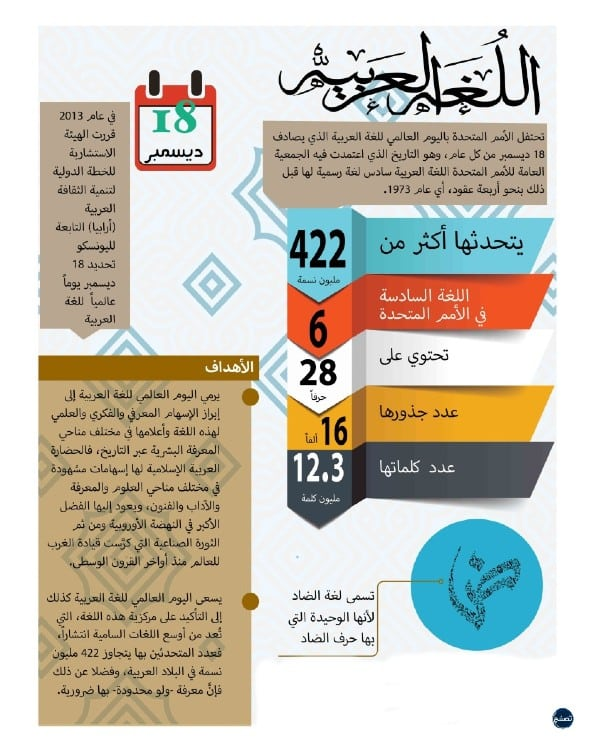 اللغة العربية
تحتفل الأمم المتحدة باليوم العالمي للغة العربية الذي يصادف
18 ديسمبر من كل عام، وهو التاريخ الذي اعتمدت فيه الجمعية
العامة للأمم المتحدة اللغة العربية سادس لغة رسمية لها قبل
ذلك بنحو أربعة عقود، أي عام 1973.
18
ديسمبر
في عام 2013
قررت الهيئة
الاستشارية
للخطة الدولية
لتنمية الثقافة
العربية
(أرابيا) التابعة
لليونسكو
تحديد 18
ديسمبر يوماً
عالمياً للغة
العربية
يتحدثها أكثر من
422
مليون نسمة
اللغة السادسة
في الأمم المتحدة
6
تحتوي على
28
حرفاً
عدد جذورها
16 ألفاً
عدد كلماتها
12.3
مليون كلمة
الأهداف
يرمي اليوم العالمي للغة العربية إلى
إبراز الإسهام المعرفي والفكري والعلمي
لهذه اللغة وأعلامها في مختلف مناحي
المعرفة البشرية عبر التاريخ، فالحضارة
العربية الإسلامية لها إسهامات مشهودة
في مختلف مناحي العلوم والمعرفة
والآداب والفنون، ويعود إليها الفضل
الأكبر في النهضة الأوروبية ومن ثم
الثورة الصناعية التي كرّست قيادة الغرب
للعالم منذ أواخر القرون الوسطى.
يسعى اليوم العالمي للغة العربية كذلك
إلى التأكيد على مركزية هذه اللغة، التي
تُعد من أوسع اللغات السامية انتشاراً،
فعدد المتحدثين بها يتجاوز 422 مليون
نسمة في البلاد العربية، وفضلا عن ذلك
فإنَّ معرفة -ولو محدودة- بها ضرورية.
تسمى لغة الضاد
لأنها الوحيدة التي
بها حرف الضاد
ض
تصفح